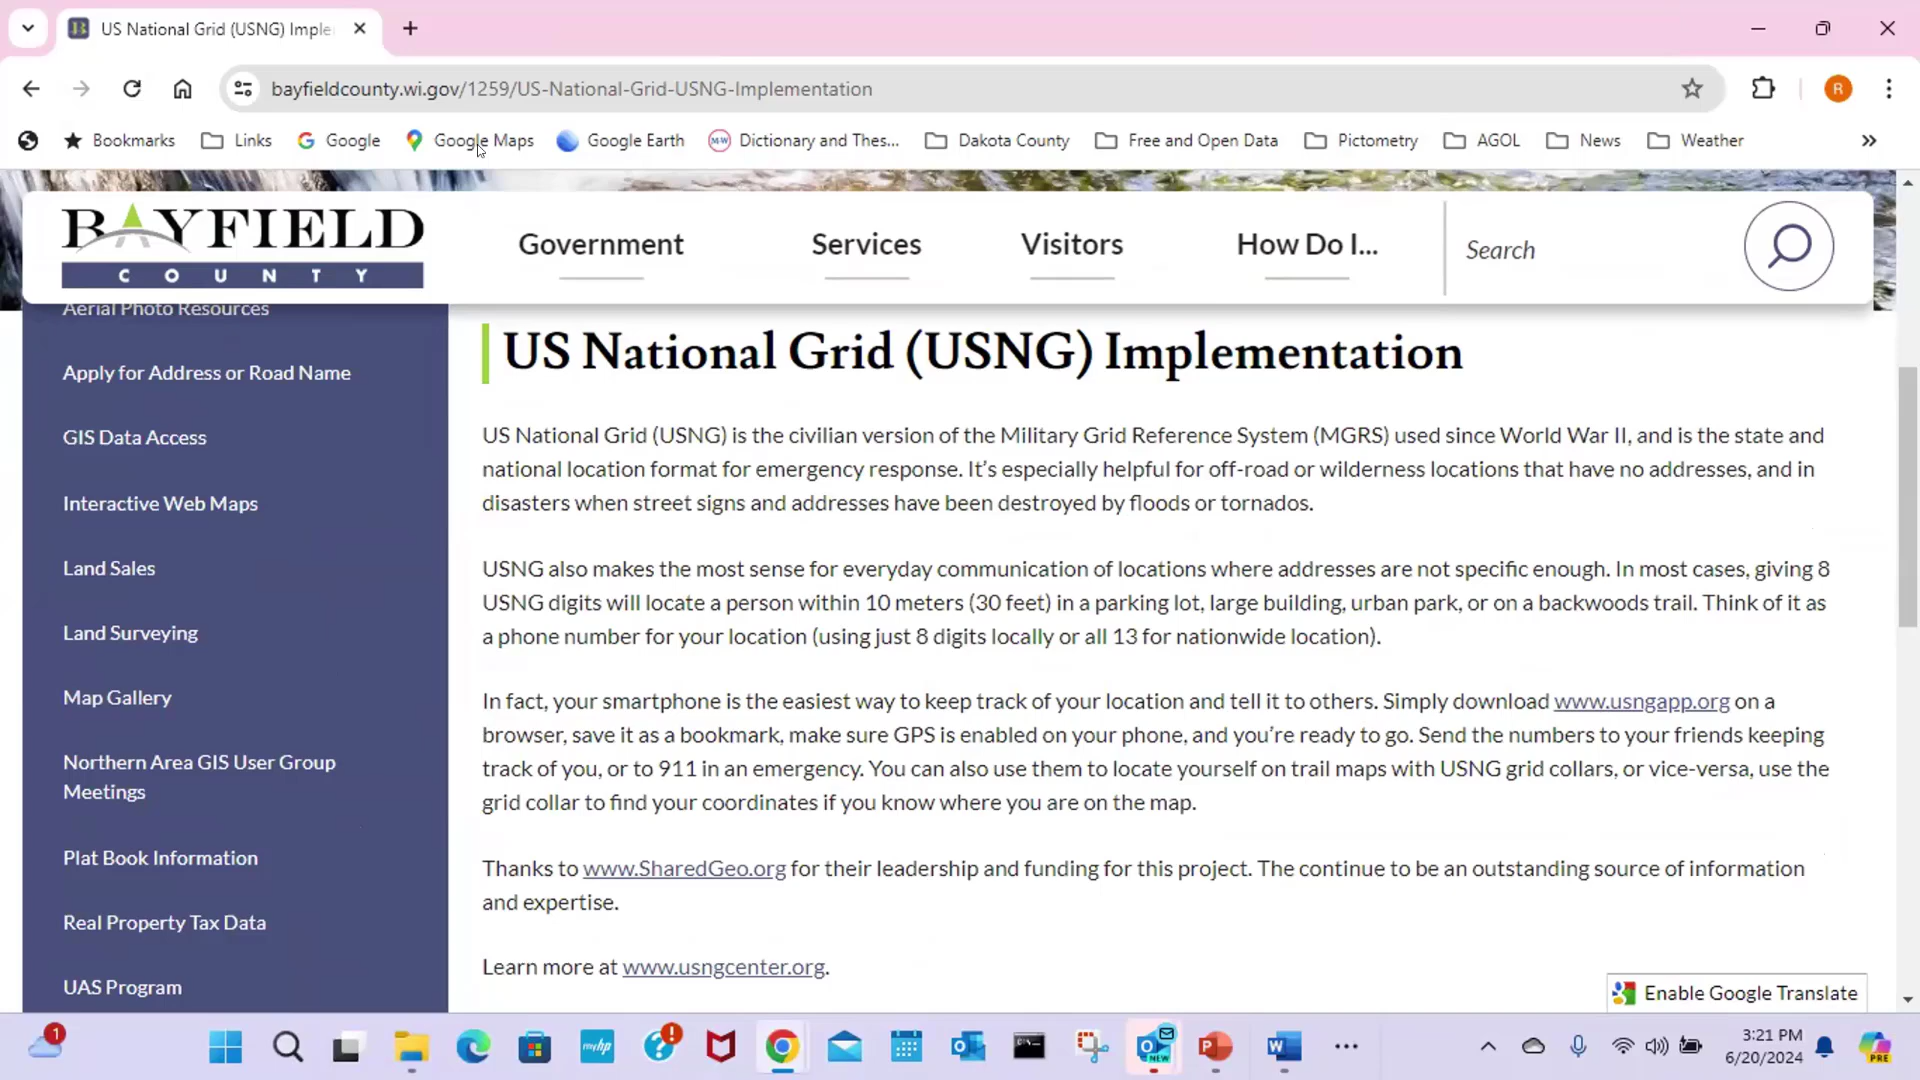 US National Grid (USNG) Imple
bayfieldcounty.wi.gov/1259/US-National-Grid-USNG-Implementation
R
Bookmarks Links Google Google Maps Google Earth Dictionary and Thes... Dakota County Free and Open Data Pictometry AGOL News Weather
BAYFIELD
COUNTY
Government Services Visitors How Do I... Search
Aerial Photo Resources
Apply for Address or Road Name
GIS Data Access
Interactive Web Maps
Land Sales
Land Surveying
Map Gallery
Northern Area GIS User Group
Meetings
Plat Book Information
Real Property Tax Data
UAS Program
US National Grid (USNG) Implementation
US National Grid (USNG) is the civilian version of the Military Grid Reference System (MGRS) used since World War II, and is the state and
national location format for emergency response. It’s especially helpful for off-road or wilderness locations that have no addresses, and in
disasters when street signs and addresses have been destroyed by floods or tornados.
USNG also makes the most sense for everyday communication of locations where addresses are not specific enough. In most cases, giving 8
USNG digits will locate a person within 10 meters (30 feet) in a parking lot, large building, urban park, or on a backwoods trail. Think of it as
a phone number for your location (using just 8 digits locally or all 13 for nationwide location).
In fact, your smartphone is the easiest way to keep track of your location and tell it to others. Simply download www.usngapp.org on a
browser, save it as a bookmark, make sure GPS is enabled on your phone, and you’re ready to go. Send the numbers to your friends keeping
track of you, or to 911 in an emergency. You can also use them to locate yourself on trail maps with USNG grid collars, or vice-versa, use the
grid collar to find your coordinates if you know where you are on the map.
Thanks to www.SharedGeo.org for their leadership and funding for this project. The continue to be an outstanding source of information
and expertise.
Learn more at www.usngcenter.org.
Enable Google Translate
1
myhp
NEW
3:21 PM
6/20/2024
PRE